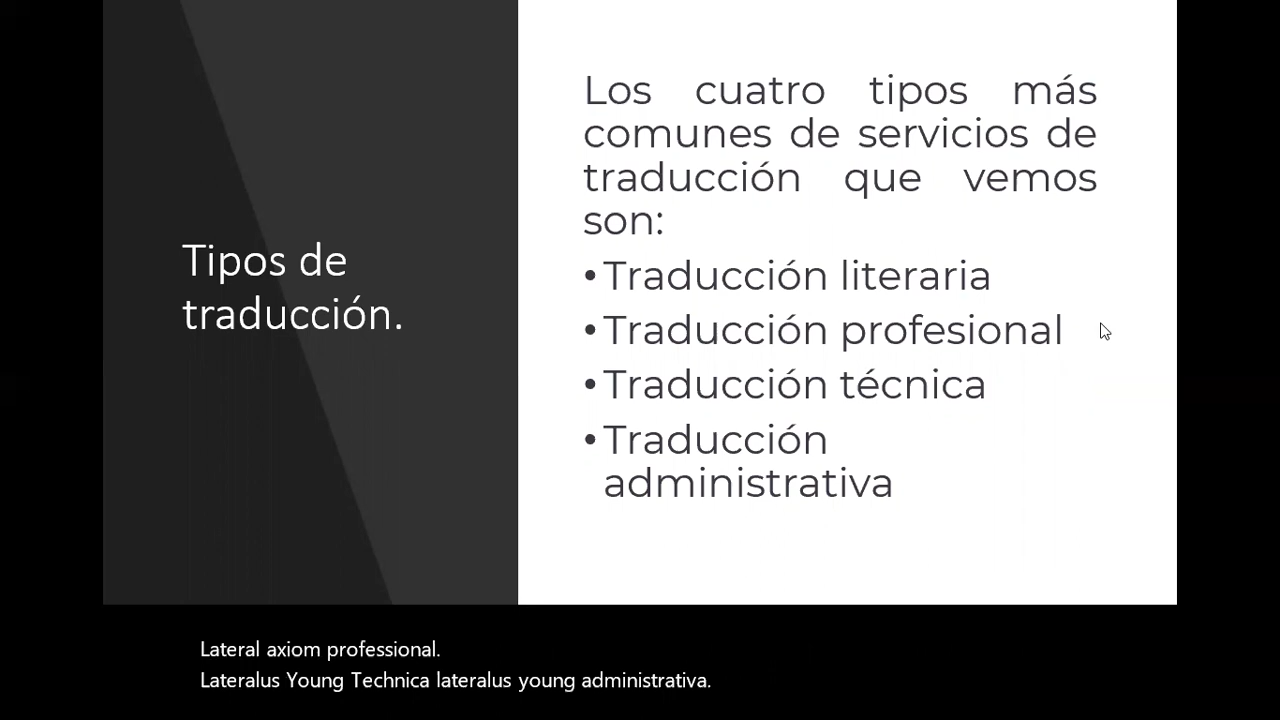 Tipos de
traducción.
Los cuatro tipos más
comunes de servicios de
traducción que vemos
son:
•Traducción literaria
•Traducción profesional
•Traducción técnica
•Traducción
administrativa
Lateral axiom professional.
Lateralus Young Technica lateralus young administrativa.